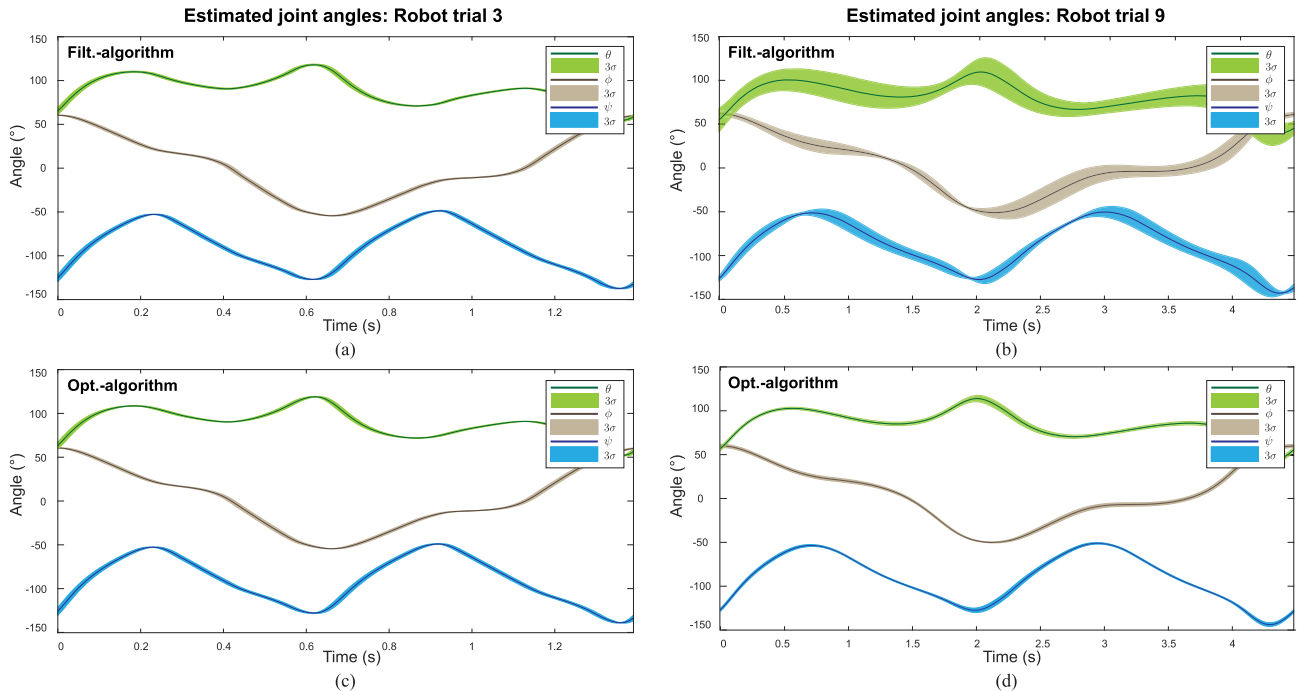 Estimated joint angles: Robot trial 3
Filt.-algorithm
θ
3σ
ϕ
3σ
ψ
3σ
150
100
50
0
-50
-100
-150
Angle (°)
0 0.2 0.4 0.6 0.8 1 1.2
Time (s)
(a)
Estimated joint angles: Robot trial 9
Filt.-algorithm
θ
3σ
ϕ
3σ
ψ
3σ
150
100
50
0
-50
-100
-150
Angle (°)
0 0.5 1 1.5 2 2.5 3 3.5 4
Time (s)
(b)
Opt.-algorithm
θ
3σ
ϕ
3σ
ψ
3σ
150
100
50
0
-50
-100
-150
Angle (°)
0 0.2 0.4 0.6 0.8 1 1.2
Time (s)
(c)
Opt.-algorithm
θ
3σ
ϕ
3σ
ψ
3σ
150
100
50
0
-50
-100
-150
Angle (°)
0 0.5 1 1.5 2 2.5 3 3.5 4
Time (s)
(d)